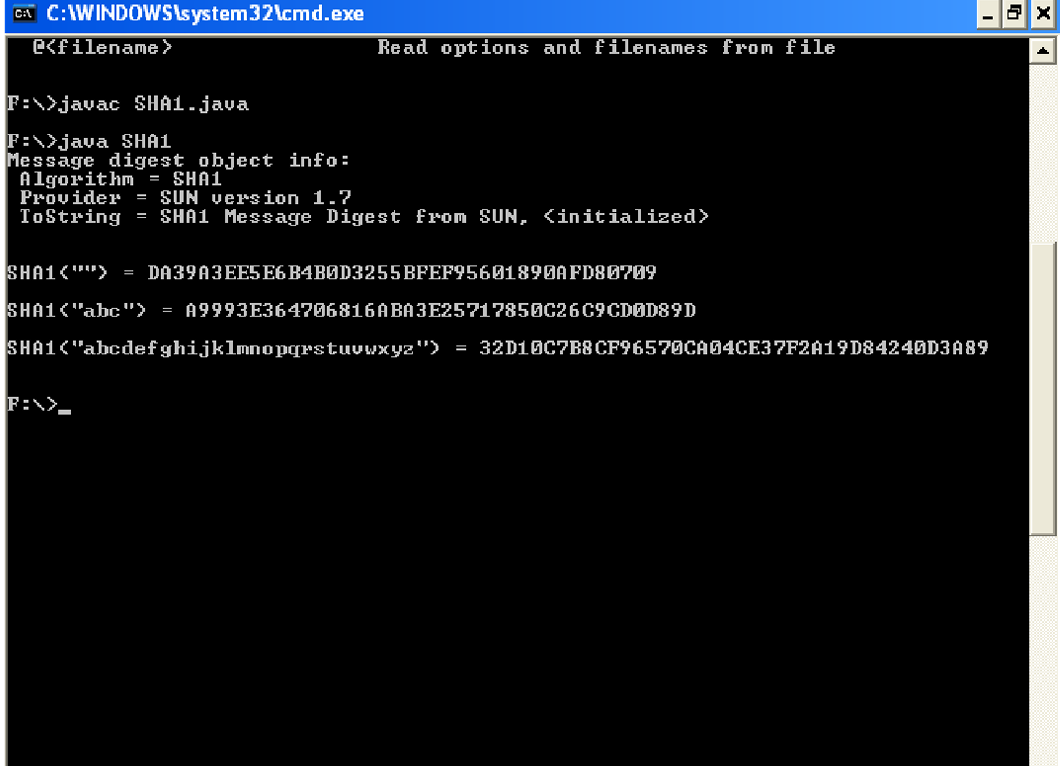 C:\WINDOWS\system32\cmd.exe
@<filename> Read options and filenames from file
F:\>javac SHA1.java
F:\>java SHA1
Message digest object info:
Algorithm = SHA1
Provider = SUN version 1.7
ToString = SHA1 Message Digest from SUN, <initialized>
SHA1("") = DA39A3EE5E6B4B0D3255BFEF95601890AFD80709
SHA1("abc") = A9993E364706816ABA3E25717850C26C9CD0D89D
SHA1("abcdefghijklmnopqrstuvwxyz") = 32D10C7B8CF96570CA04CE37F2A19D84240D3A89
F:\>_